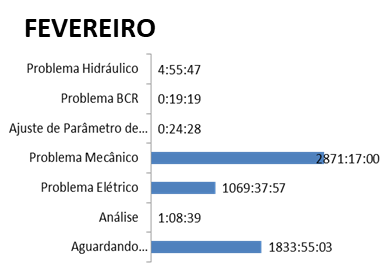 FEVEREIRO
Problema Hidráulico 4:55:47
Problema BCR 0:19:19
Ajuste de Parâmetro de... 0:24:28
Problema Mecânico 2871:17:00
Problema Elétrico 1069:37:57
Análise 1:08:39
Aguardando... 1833:55:03